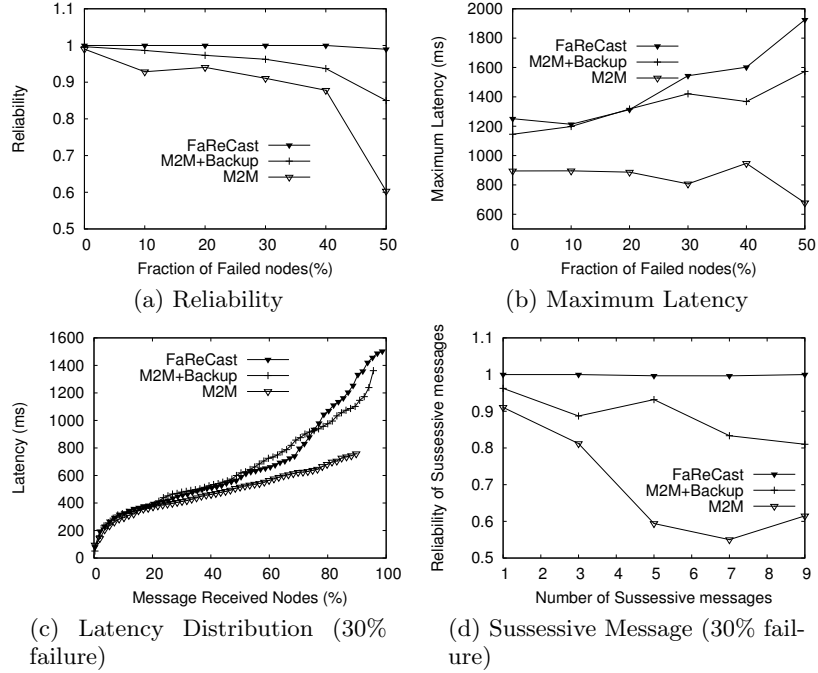 1.1
1
0.9
0.8
0.7
0.6
0.5
Reliability
FaReCast
M2M+Backup
M2M
0 10 20 30 40 50
Fraction of Failed nodes(%)
(a) Reliability
2000
1800
1600
1400
1200
1000
800
600
Maximum Latency (ms)
FaReCast
M2M+Backup
M2M
0 10 20 30 40 50
Fraction of Failed nodes(%)
(b) Maximum Latency
1600
1400
1200
1000
800
600
400
200
0
Latency (ms)
FaReCast
M2M+Backup
M2M
0 20 40 60 80 100
Message Received Nodes (%)
(c) Latency Distribution (30%
failure)
1.1
1
0.9
0.8
0.7
0.6
0.5
Reliability of Sussessive messages
FaReCast
M2M+Backup
M2M
1 2 3 4 5 6 7 8 9
Number of Sussessive messages
(d) Sussessive Message (30% fail-
ure)